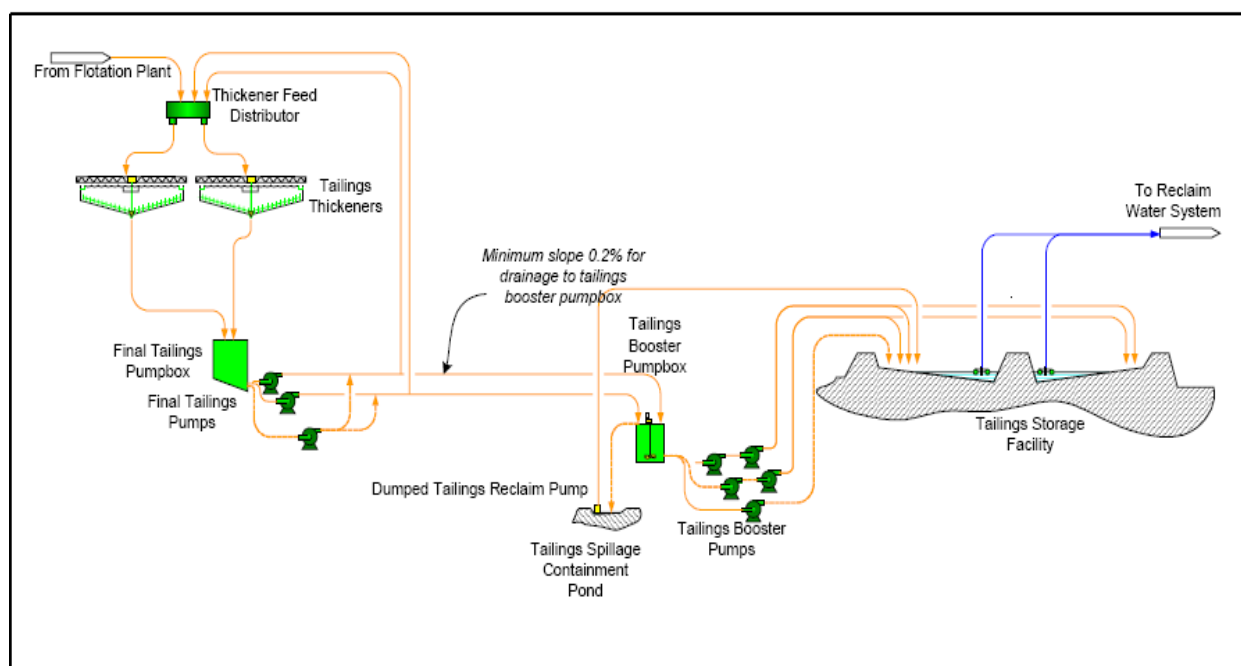 From Flotation Plant
Thickener Feed
Distributor
Tailings
Thickeners
To Reclaim
Water System
Minimum slope 0.2% for
drainage to tailings
booster pumpbox
Tailings
Booster
Pumpbox
Final Tailings
Pumpbox
Final Tailings
Pumps
Tailings Storage
Facility
Dumped Tailings Reclaim Pump
Tailings Booster
Pumps
Tailings Spillage
Containment
Pond